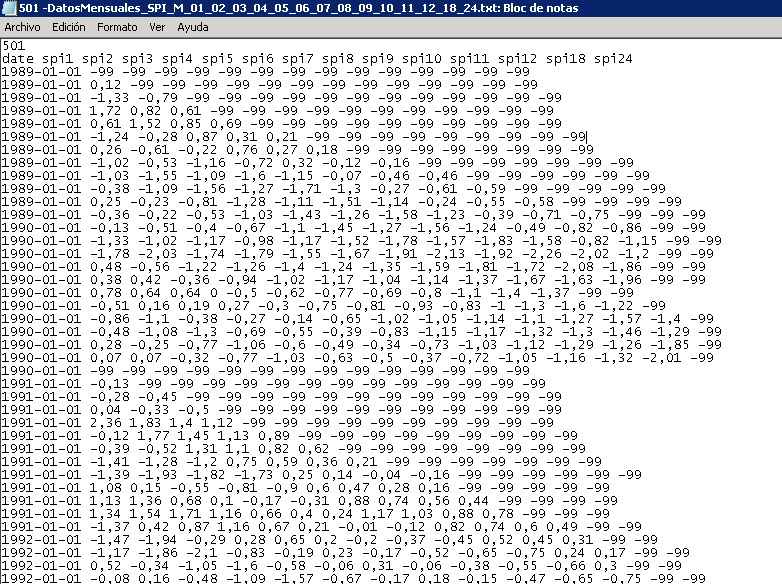 501 -DatosMensuales_SPI_M_01_02_03_04_05_06_07_08_09_10_11_12_18_24.txt: Bloc de notas
Archivo Edición Formato Ver Ayuda
501
date spi1 spi2 spi3 spi4 spi5 spi6 spi7 spi8 spi9 spi10 spi11 spi12 spi18 spi24
1989-01-01 -99 -99 -99 -99 -99 -99 -99 -99 -99 -99 -99 -99 -99 -99
1989-01-01 0,12 -99 -99 -99 -99 -99 -99 -99 -99 -99 -99 -99 -99 -99
1989-01-01 -1,33 -0,79 -99 -99 -99 -99 -99 -99 -99 -99 -99 -99 -99 -99
1989-01-01 1,72 0,82 0,61 -99 -99 -99 -99 -99 -99 -99 -99 -99 -99 -99
1989-01-01 0,61 1,52 0,85 0,69 -99 -99 -99 -99 -99 -99 -99 -99 -99 -99
1989-01-01 -1,24 -0,28 0,87 0,31 0,21 -99 -99 -99 -99 -99 -99 -99 -99 -99
1989-01-01 0,26 -0,61 -0,22 0,76 0,27 0,18 -99 -99 -99 -99 -99 -99 -99 -99
1989-01-01 -1,02 -0,53 -1,16 -0,72 0,32 -0,12 -0,16 -99 -99 -99 -99 -99 -99 -99
1989-01-01 -1,03 -1,55 -1,09 -1,6 -1,15 -0,07 -0,46 -0,46 -99 -99 -99 -99 -99 -99
1989-01-01 -0,38 -1,09 -1,56 -1,27 -1,71 -1,3 -0,27 -0,61 -0,59 -99 -99 -99 -99 -99
1989-01-01 0,25 -0,23 -0,81 -1,28 -1,11 -1,51 -1,14 -0,24 -0,55 -0,58 -99 -99 -99 -99
1989-01-01 -0,36 -0,22 -0,53 -1,03 -1,43 -1,26 -1,58 -1,23 -0,39 -0,71 -0,75 -99 -99 -99
1990-01-01 -0,13 -0,51 -0,4 -0,67 -1,1 -1,45 -1,27 -1,56 -1,24 -0,49 -0,82 -0,86 -99 -99
1990-01-01 -1,33 -1,02 -1,17 -0,98 -1,17 -1,52 -1,78 -1,57 -1,83 -1,58 -0,82 -1,15 -99 -99
1990-01-01 -1,78 -2,03 -1,74 -1,79 -1,55 -1,67 -1,91 -2,13 -1,92 -2,26 -2,02 -1,2 -99 -99
1990-01-01 0,48 -0,56 -1,22 -1,26 -1,4 -1,24 -1,35 -1,59 -1,81 -1,72 -2,08 -1,86 -99 -99
1990-01-01 0,38 0,42 -0,36 -0,94 -1,02 -1,17 -1,04 -1,14 -1,37 -1,67 -1,63 -1,96 -99 -99
1990-01-01 0,78 0,64 0,64 0 -0,5 -0,62 -0,77 -0,69 -0,8 -1,1 -1,4 -1,37 -99 -99
1990-01-01 -0,51 0,16 0,19 0,27 -0,3 -0,75 -0,81 -0,93 -0,83 -1 -1,3 -1,6 -1,22 -99
1990-01-01 -0,86 -1,1 -0,38 -0,27 -0,14 -0,65 -1,02 -1,05 -1,14 -1,1 -1,27 -1,57 -1,4 -99
1990-01-01 -0,48 -1,08 -1,3 -0,69 -0,55 -0,39 -0,83 -1,15 -1,17 -1,32 -1,3 -1,46 -1,29 -99
1990-01-01 0,28 -0,25 -0,77 -1,06 -0,6 -0,49 -0,34 -0,73 -1,03 -1,12 -1,29 -1,26 -1,85 -99
1990-01-01 0,07 0,07 -0,32 -0,77 -1,03 -0,63 -0,5 -0,37 -0,72 -1,05 -1,16 -1,32 -2,01 -99
1990-01-01 -99 -99 -99 -99 -99 -99 -99 -99 -99 -99 -99 -99 -99 -99
1991-01-01 -0,13 -99 -99 -99 -99 -99 -99 -99 -99 -99 -99 -99 -99 -99
1991-01-01 -0,28 -0,45 -99 -99 -99 -99 -99 -99 -99 -99 -99 -99 -99 -99
1991-01-01 0,04 -0,33 -0,5 -99 -99 -99 -99 -99 -99 -99 -99 -99 -99 -99
1991-01-01 2,36 1,83 1,4 1,12 -99 -99 -99 -99 -99 -99 -99 -99 -99 -99
1991-01-01 -0,12 1,77 1,45 1,13 0,89 -99 -99 -99 -99 -99 -99 -99 -99 -99
1991-01-01 -0,39 -0,52 1,31 1,1 0,82 0,62 -99 -99 -99 -99 -99 -99 -99 -99
1991-01-01 -1,41 -1,28 -1,2 0,75 0,59 0,36 0,21 -99 -99 -99 -99 -99 -99 -99
1991-01-01 -1,39 -1,93 -1,82 -1,73 0,25 0,14 -0,04 -0,16 -99 -99 -99 -99 -99 -99
1991-01-01 1,08 0,15 -0,55 -0,81 -0,9 0,6 0,47 0,28 0,16 -99 -99 -99 -99 -99
1991-01-01 1,13 1,36 0,68 0,1 -0,17 -0,31 0,88 0,74 0,56 0,44 -99 -99 -99 -99
1991-01-01 1,34 1,54 1,71 1,16 0,66 0,4 0,24 1,17 1,03 0,88 0,78 -99 -99 -99
1991-01-01 -1,37 0,42 0,87 1,16 0,67 0,21 -0,01 -0,12 0,82 0,74 0,6 0,49 -99 -99
1992-01-01 -1,47 -1,94 -0,29 0,28 0,65 0,2 -0,2 -0,37 -0,45 0,52 0,45 0,31 -99 -99
1992-01-01 -1,17 -1,86 -2,1 -0,83 -0,19 0,23 -0,17 -0,52 -0,65 -0,75 0,24 0,17 -99 -99
1992-01-01 0,52 -0,34 -1,05 -1,6 -0,58 -0,06 0,31 -0,06 -0,38 -0,55 -0,66 0,3 -99 -99
1992-01-01 -0,08 0,16 -0,48 -1,09 -1,57 -0,67 -0,17 0,18 -0,15 -0,47 -0,65 -0,75 -99 -99